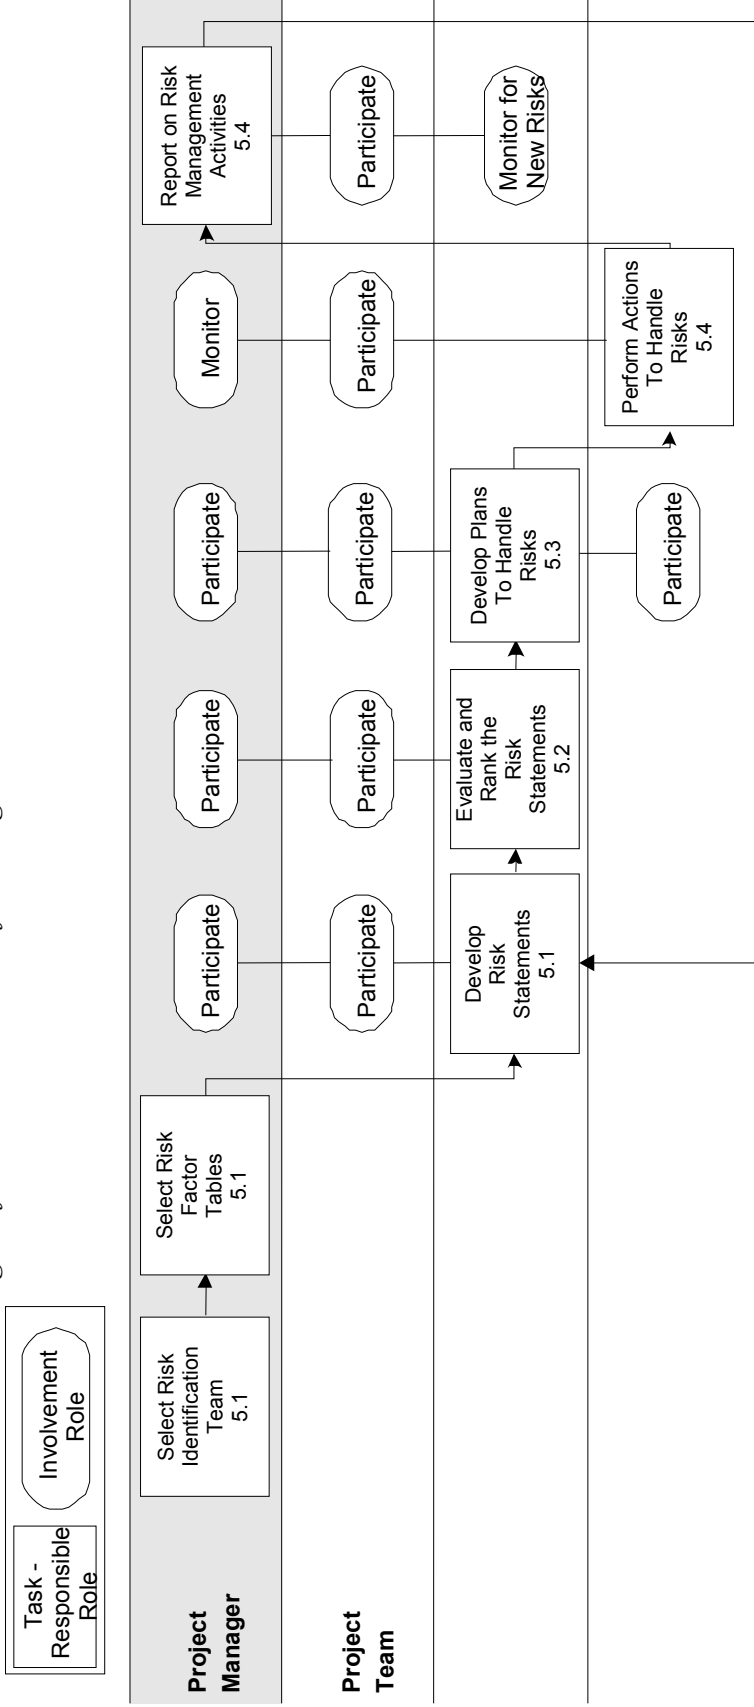 Task -
Responsible
Role
Involvement
Role
Project
Manager
Select Risk
Identification
Team
5.1
Select Risk
Factor
Tables
5.1
Participate
Participate
Participate
Monitor
Report on Risk
Management
Activities
5.4
Project
Team
Participate
Participate
Participate
Participate
Participate
Develop
Risk
Statements
5.1
Evaluate and
Rank the
Risk
Statements
5.2
Develop Plans
To Handle
Risks
5.3
Monitor for
New Risks
Participate
Perform Actions
To Handle
Risks
5.4